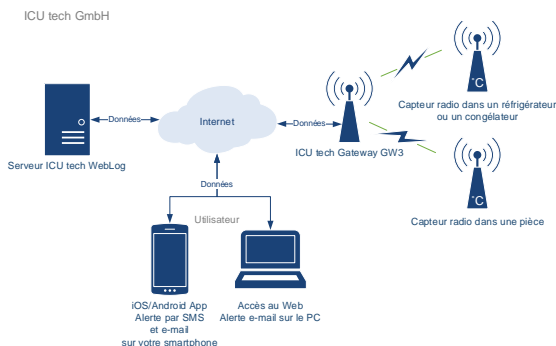 ICU tech GmbH
°C
Capteur radio dans un réfrigérateur
ou un congélateur
Données
Internet
Données
Serveur ICU tech WebLog
ICU tech Gateway GW3
°C
Données
Capteur radio dans une pièce
Utilisateur
iOS/Android App
Alerte par SMS
et e-mail
sur votre smartphone
Accès au Web
Alerte e-mail sur le PC